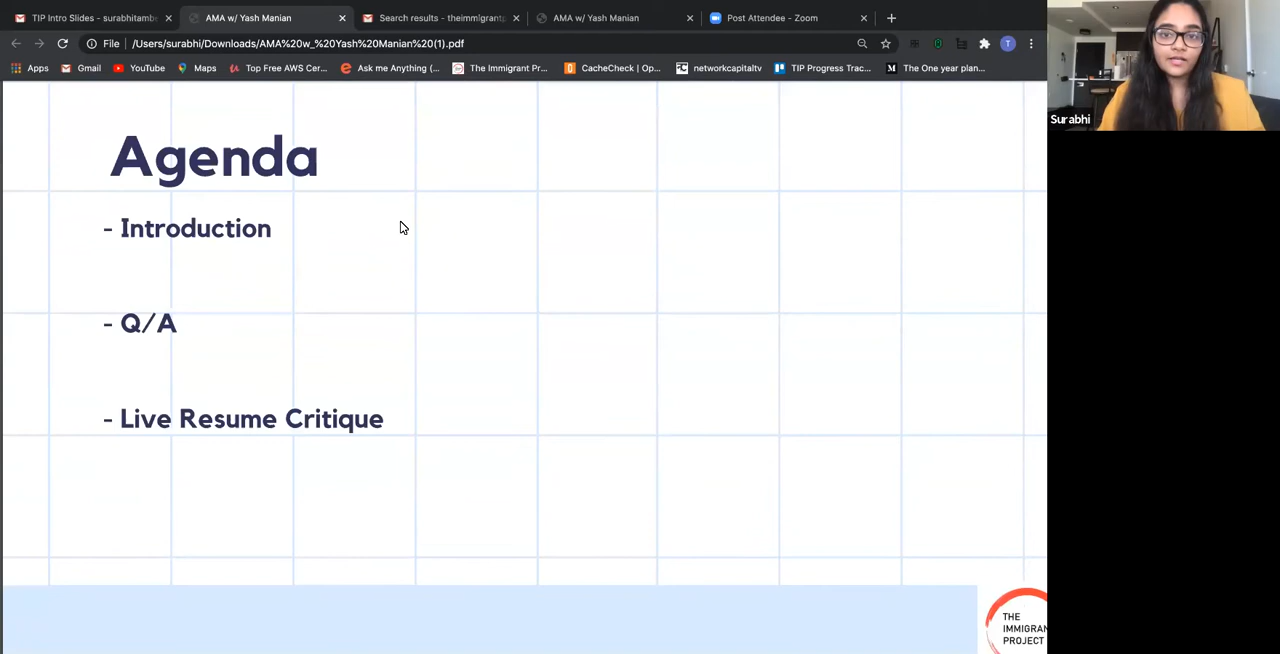 TIP Intro Slides - surabhitamb
AMA w/ Yash Manian
Search results - theimmigrantp
AMA w/ Yash Manian
Post Attendee - Zoom
File
/Users/surabhi/Downloads/AMA%20w_%20Yash%20Manian%20(1).pdf
T
Apps
Gmail
YouTube
Maps
Top Free AWS Cer...
Ask me Anything (...
The Immigrant Pr...
CacheCheck | Op...
networkcapitaltv
TIP Progress Trac...
The One year plan...
Surabhi
Agenda
- Introduction
- Q/A
- Live Resume Critique
THE
IMMIGRAN
PROJECT